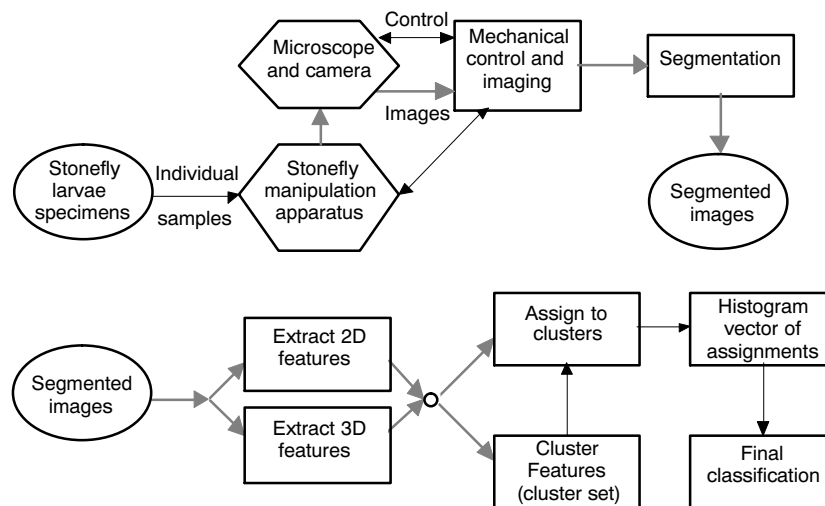 Control
Microscope
and camera
Mechanical
control and
imaging
Segmentation
Images
Stonefly
larvae
specimens
Individual
samples
Stonefly
manipulation
apparatus
Segmented
images
Segmented
images
Extract 2D
features
Extract 3D
features
Assign to
clusters
Histogram
vector of
assignments
Cluster
Features
(cluster set)
Final
classification